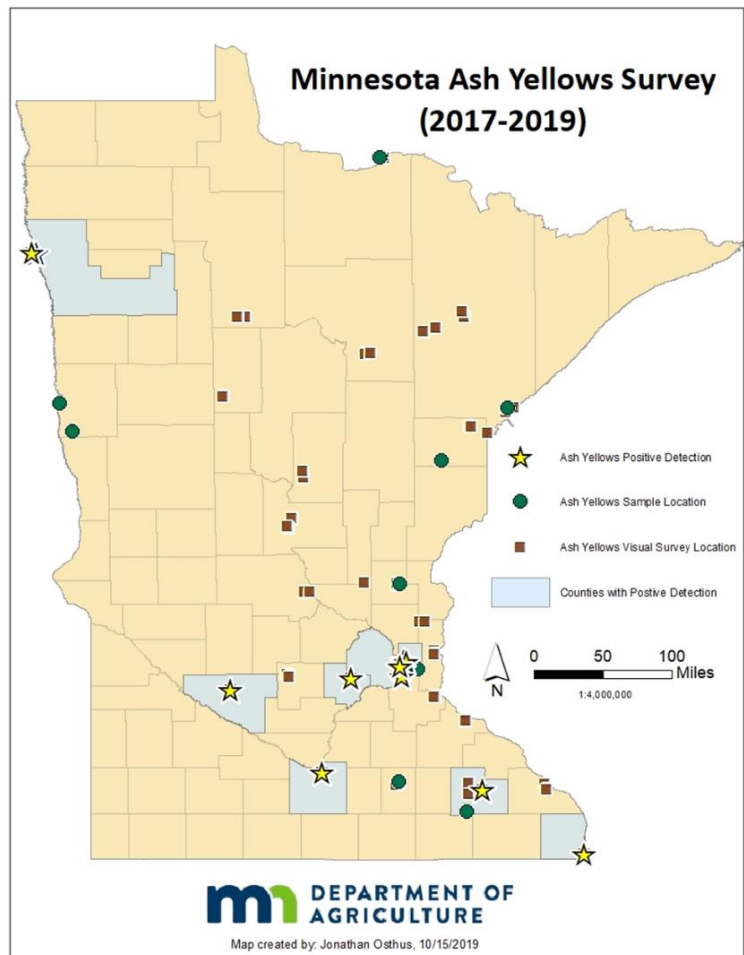 Minnesota Ash Yellows Survey
(2017-2019)
Ash Yellows Positive Detection
Ash Yellows Sample Location
Ash Yellows Visual Survey Location
Counties with Postive Detection
0 50 100
Miles
1:4,000,000
N
mn DEPARTMENT OF
AGRICULTURE
Map created by: Jonathan Osthus, 10/15/2019